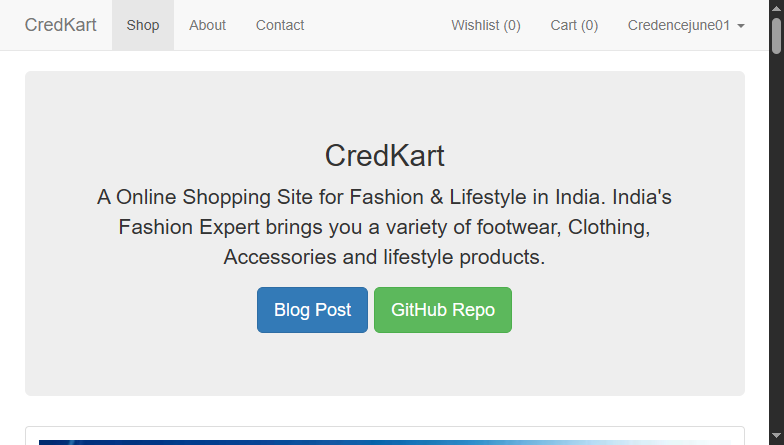 CredKart Shop About Contact Wishlist (0) Cart (0) Credencejune01
CredKart
A Online Shopping Site for Fashion & Lifestyle in India. India's
Fashion Expert brings you a variety of footwear, Clothing,
Accessories and lifestyle products.
Blog Post GitHub Repo